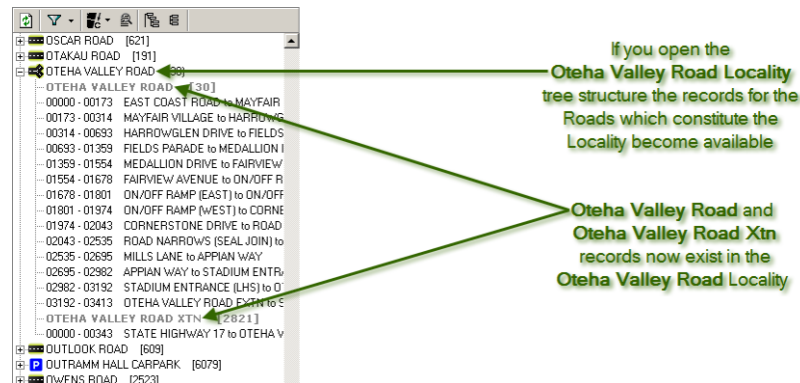 OSCAR ROAD [621]
OTAKAU ROAD [191]
OTEHA VALLEY ROAD
OTEHA VALLEY ROAD [30]
00000 - 00173 EAST COAST ROAD to MAYFAIR
00173 - 00314 MAYFAIR VILLAGE to HARROWG
00314 - 00693 HARROWGLEN DRIVE to FIELDS
00693 - 01359 FIELDS PARADE to MEDALLION
01359 - 01554 MEDALLION DRIVE to FAIRVIEW
01554 - 01678 FAIRVIEW AVENUE to ON/OFF R
01678 - 01801 ON/OFF RAMP (EAST) to ON/OFF
01801 - 01974 ON/OFF RAMP (WEST) to CORNE
01974 - 02043 CORNERSTONE DRIVE to ROAD
02043 - 02535 ROAD NARROWS (SEAL JOIN) to
02535 - 02695 MILLS LANE to APPIAN WAY
02695 - 02982 APPIAN WAY to STADIUM ENTR
02982 - 03192 STADIUM ENTRANCE (LHS) to
03192 - 03413 OTEHA VALLEY ROAD EXTN to
OTEHA VALLEY ROAD XTN [2821]
00000 - 00343 STATE HIGHWAY 17 to OTEHA
OUTLOOK ROAD [609]
P OUTRAMM HALL CARPARK [6079]
OWENS ROAD [2523]
If you open the
Oteha Valley Road Locality
tree structure the records for the
Roads which constitute the
Locality become available
Oteha Valley Road and
Oteha Valley Road Xtn
records now exist in the
Oteha Valley Road Locality